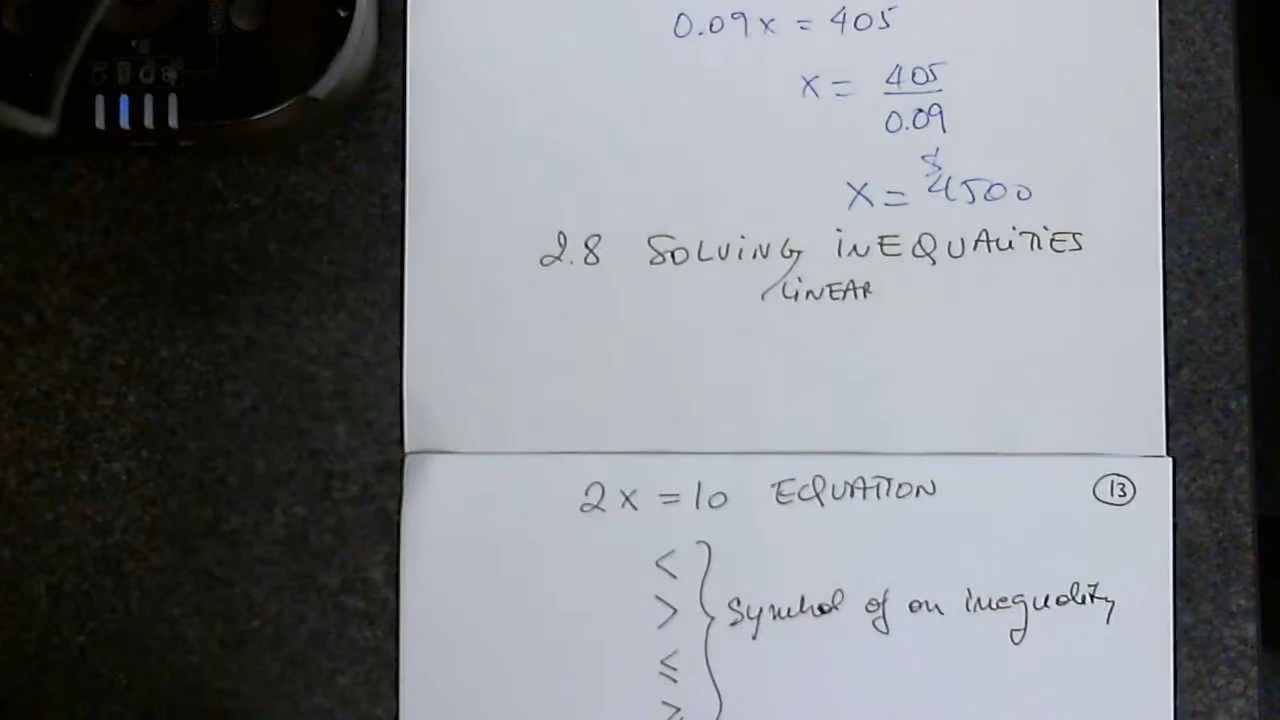 0.09x = 405
x = 405
0.09
x = $4500
2.8 SOLVING INEQUALITIES
LINEAR
2x = 10 EQUATION 13
<
> Symbol of an inequality
≤
≥